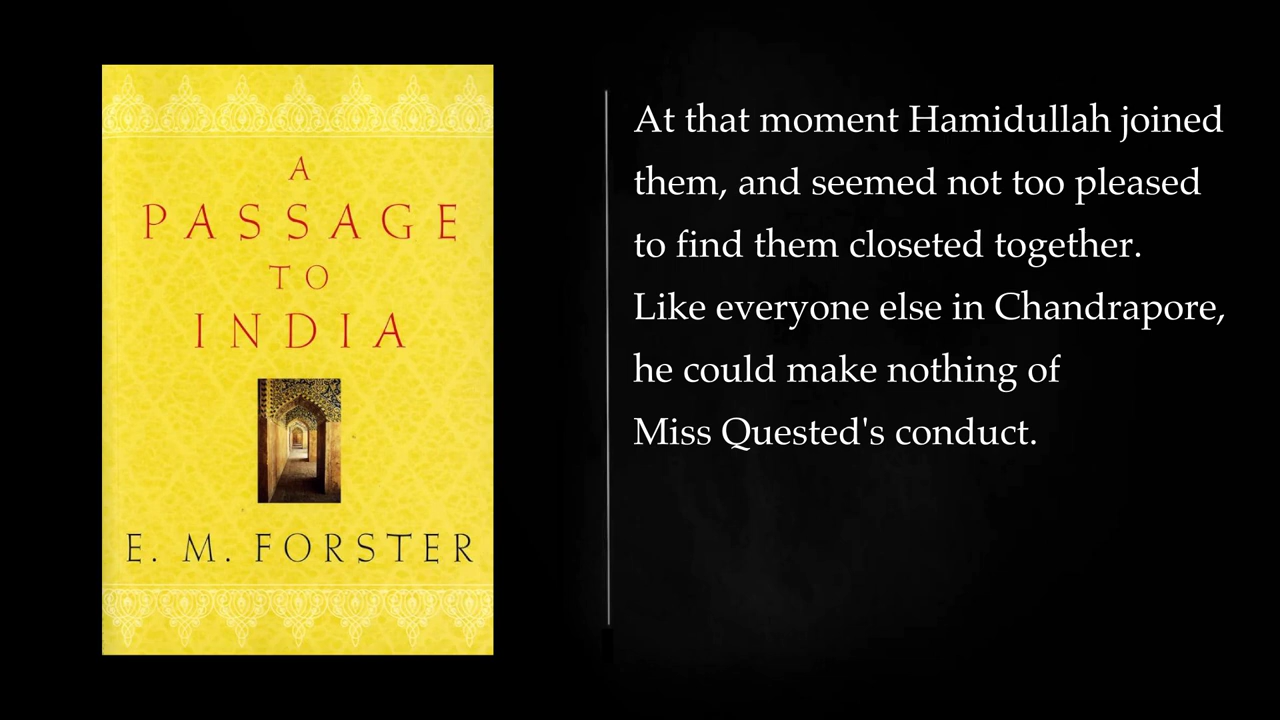 A
PASSAGE
TO
INDIA
E. M. FORSTER
At that moment Hamidullah joined
them, and seemed not too pleased
to find them closeted together.
Like everyone else in Chandrapore,
he could make nothing of
Miss Quested's conduct.